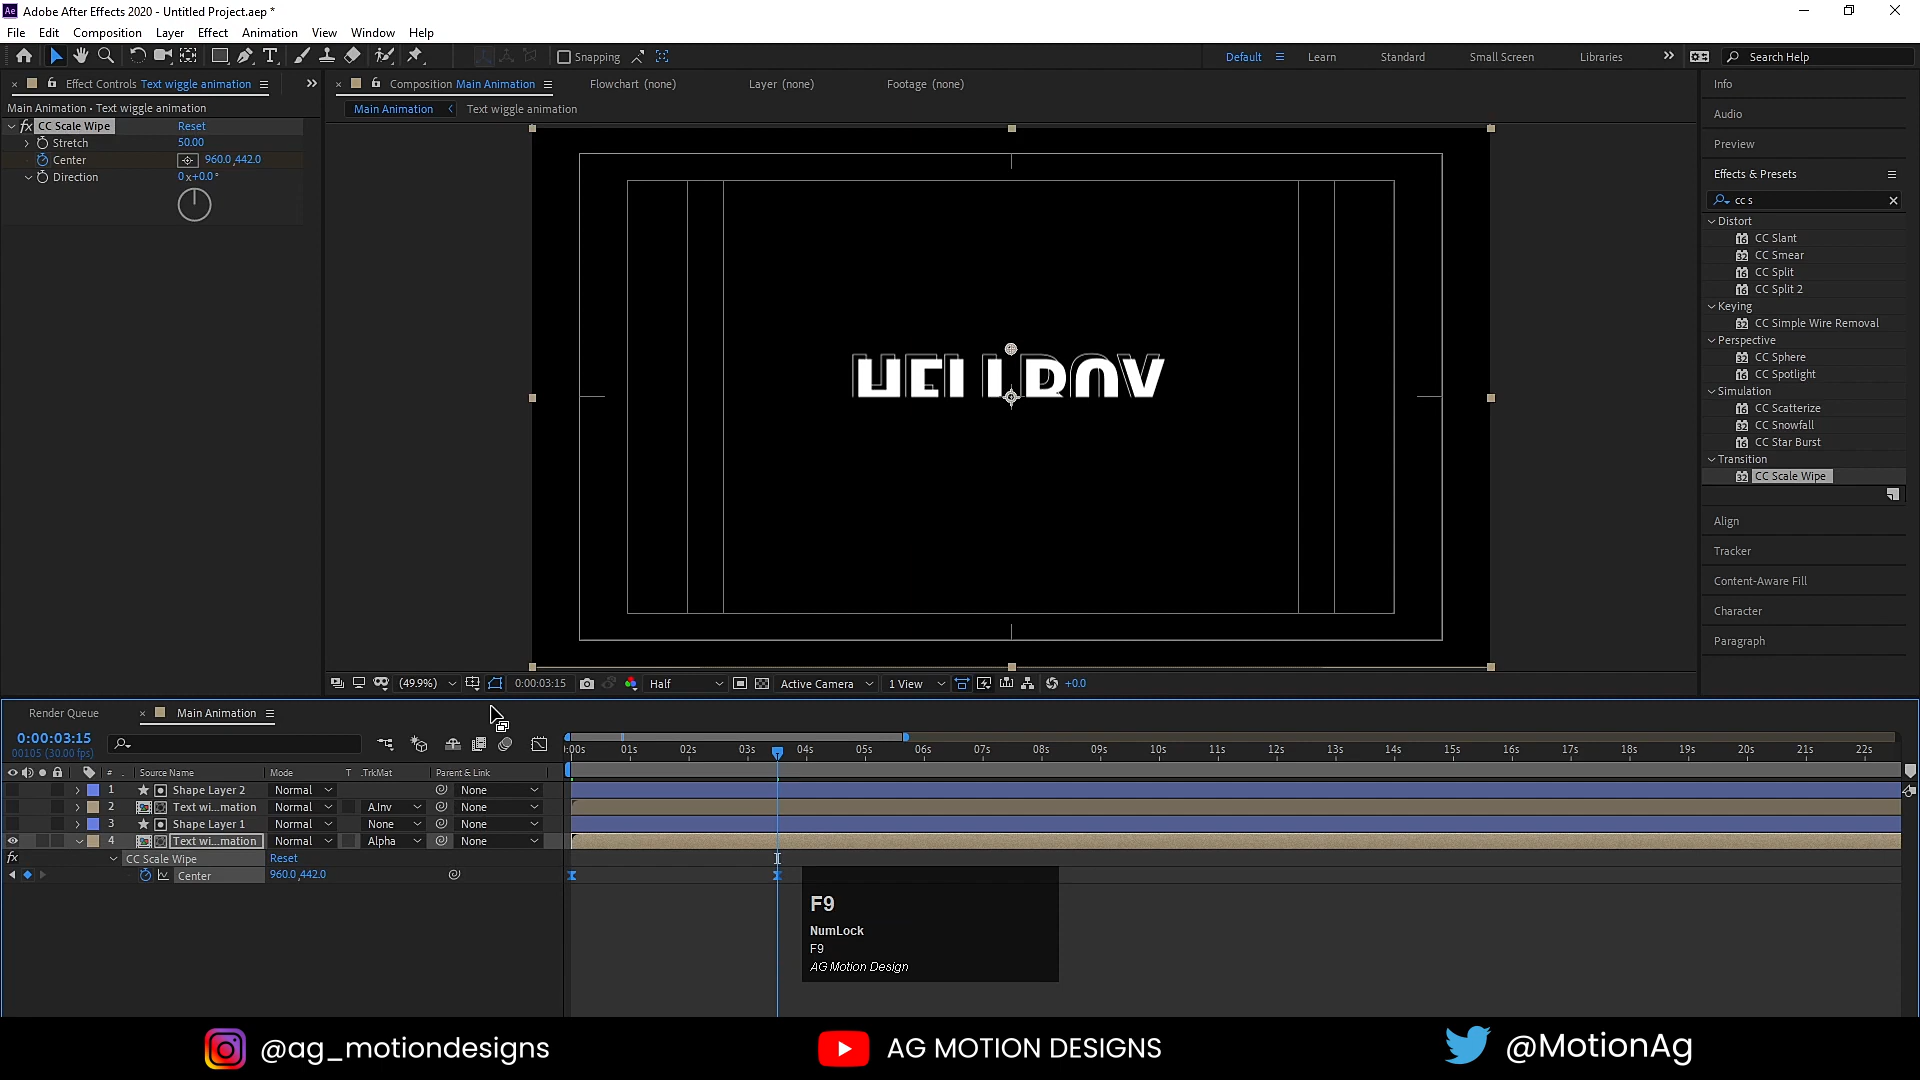 Ae Adobe After Effects 2020 - Untitled Project.aep *
File Edit Composition Layer Effect Animation View Window Help
Snapping
Default Learn Standard Small Screen Libraries Search Help
Effect Controls Text wiggle animation
Composition Main Animation Flowchart (none) Layer (none) Footage (none)
Main Animation • Text wiggle animation
Main Animation Text wiggle animation
fx CC Scale Wipe Reset
Stretch 50.00
Center 960.0,442.0
Direction 0x+0.0°
Info
Audio
Preview
Effects & Presets
cc s
Distort
CC Slant
CC Smear
CC Split
CC Split 2
Keying
CC Simple Wire Removal
Perspective
CC Sphere
CC Spotlight
Simulation
CC Scatterize
CC Snowfall
CC Star Burst
Transition
CC Scale Wipe
Align
Tracker
Content-Aware Fill
Character
Paragraph
(49.9%) 0:00:03:15 Half Active Camera 1 View +0.0
Render Queue Main Animation
0:00:03:15
00105 (30.00 fps)
:00s 01s 02s 03s 04s 05s 06s 07s 08s 09s 10s 11s 12s 13s 14s 15s 16s 17s 18s 19s 20s 21s 22s
# Source Name Mode T .TrkMat Parent & Link
1 Shape Layer 2 Normal None
2 Text wi...mation Normal A.Inv None
3 Shape Layer 1 Normal None None
4 Text wi...mation Normal Alpha None
fx CC Scale Wipe Reset
Center 960.0,442.0
F9
NumLock
F9
AG Motion Design
@ag_motiondesigns AG MOTION DESIGNS @MotionAg